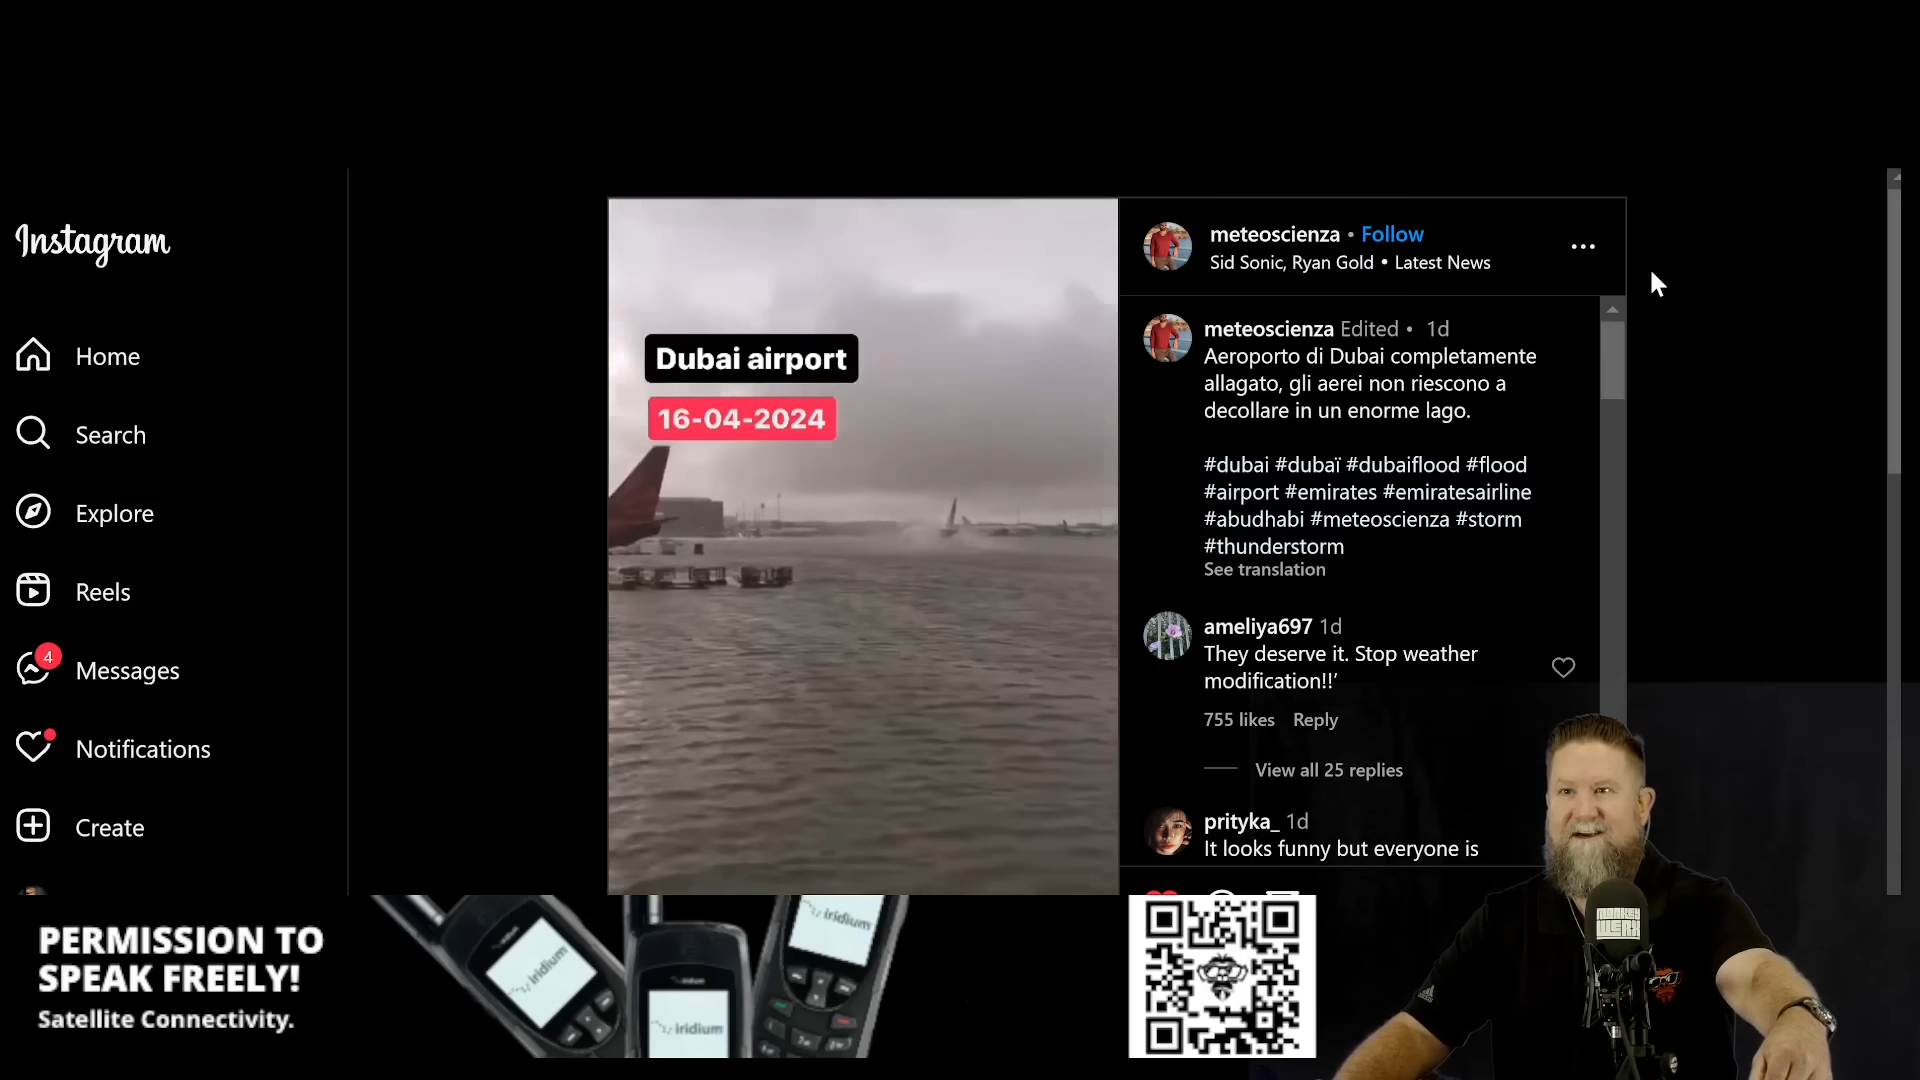 Instagram
Home
Search
Explore
Reels
4
Messages
Notifications
Create
Dubai airport
16-04-2024
meteoscienza • Follow
Sid Sonic, Ryan Gold • Latest News
meteoscienza Edited • 1d
Aeroporto di Dubai completamente
allagato, gli aerei non riescono a
decollare in un enorme lago.
#dubai #dubaï #dubaiflood #flood
#airport #emirates #emiratesairline
#abudhabi #meteoscienza #storm
#thunderstorm
See translation
ameliya697 1d
They deserve it. Stop weather
modification!!’
755 likes Reply
View all 25 replies
prityka_ 1d
It looks funny but everyone is
PERMISSION TO
SPEAK FREELY!
Satellite Connectivity.
iridium
iridium
iridium
MONKEY
WERX